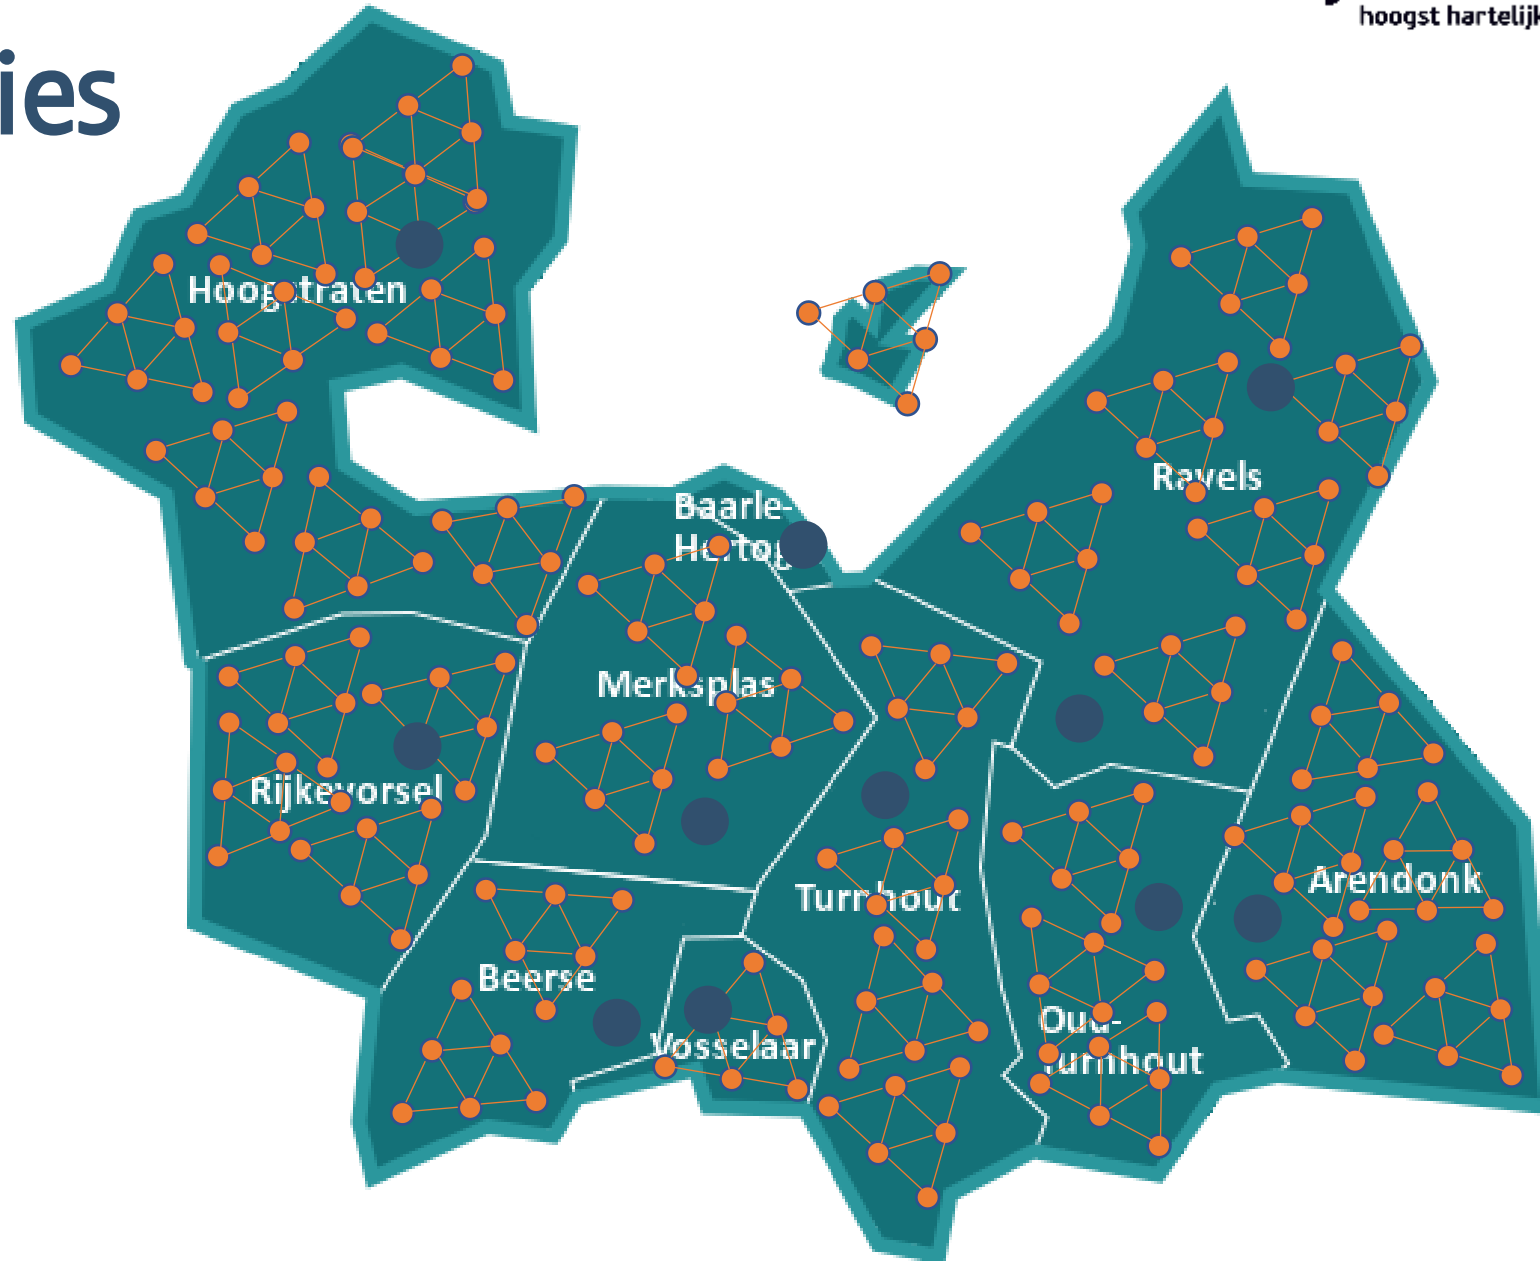 hoogst hartelijk
ies
Hoogstraten
Baarle-
Hertog
Ravels
Merksplas
Rijkevorsel
Turnhout
Arendonk
Beerse
Vosselaar
Oud-
Turnhout